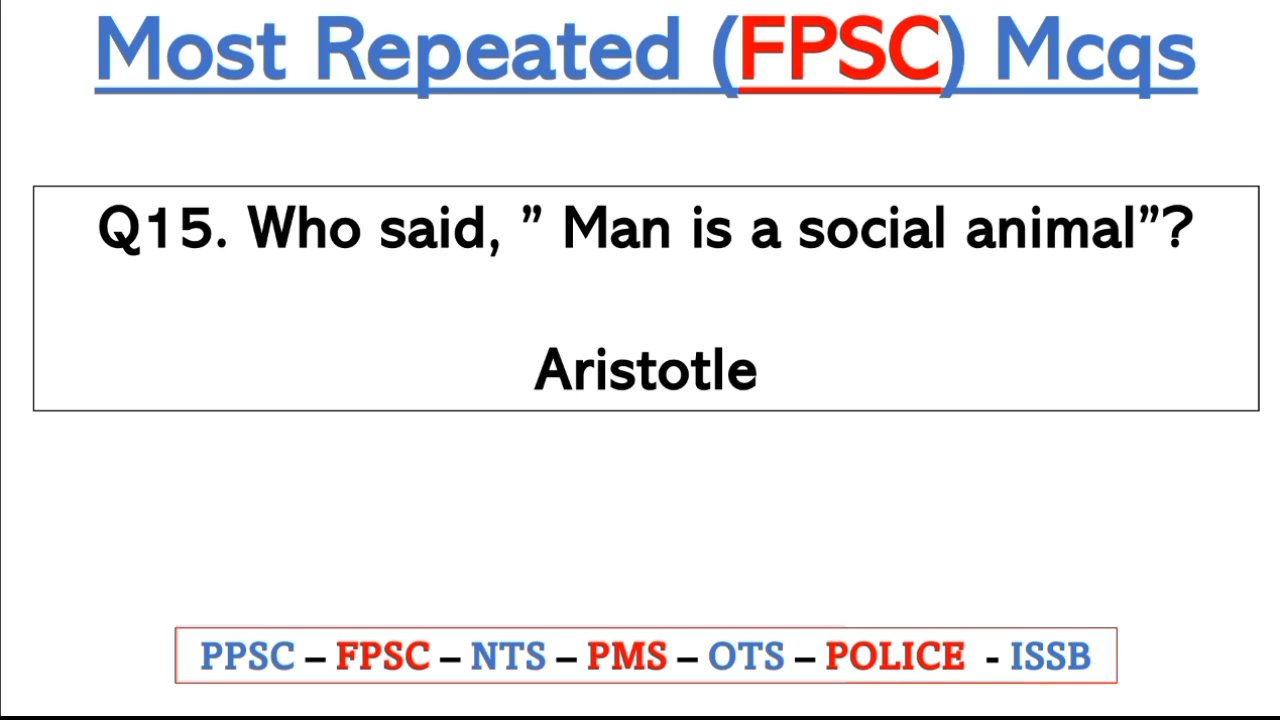 Most Repeated (FPSC) Mcqs
Q15. Who said, ” Man is a social animal”?
Aristotle
PPSC – FPSC – NTS – PMS – OTS – POLICE - ISSB